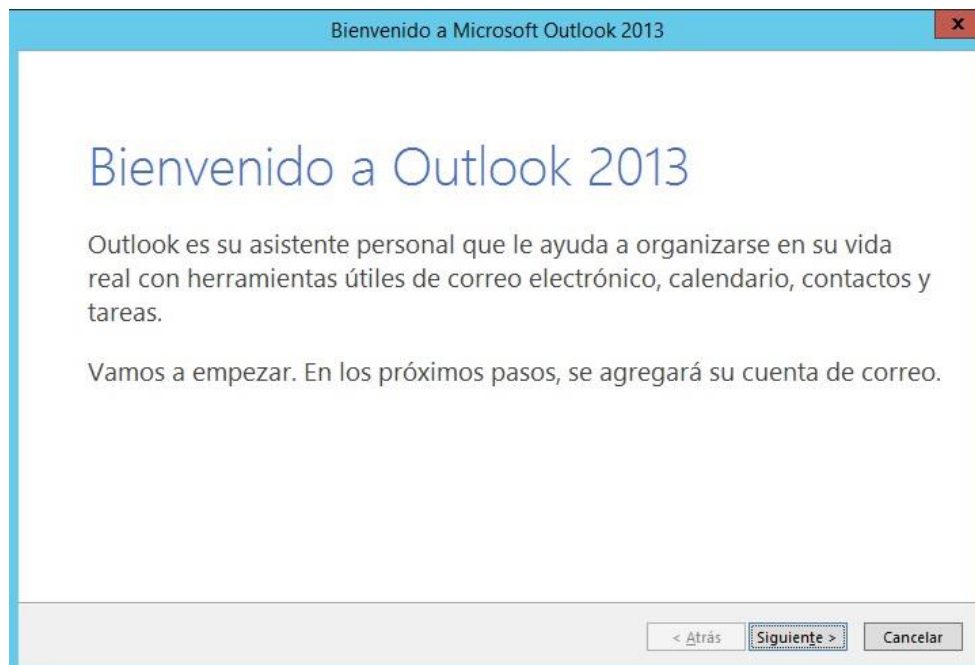 Bienvenido a Microsoft Outlook 2013
x
Bienvenido a Outlook 2013
Outlook es su asistente personal que le ayuda a organizarse en su vida
real con herramientas útiles de correo electrónico, calendario, contactos y
tareas.
Vamos a empezar. En los próximos pasos, se agregará su cuenta de correo.
< Atrás Siguiente > Cancelar